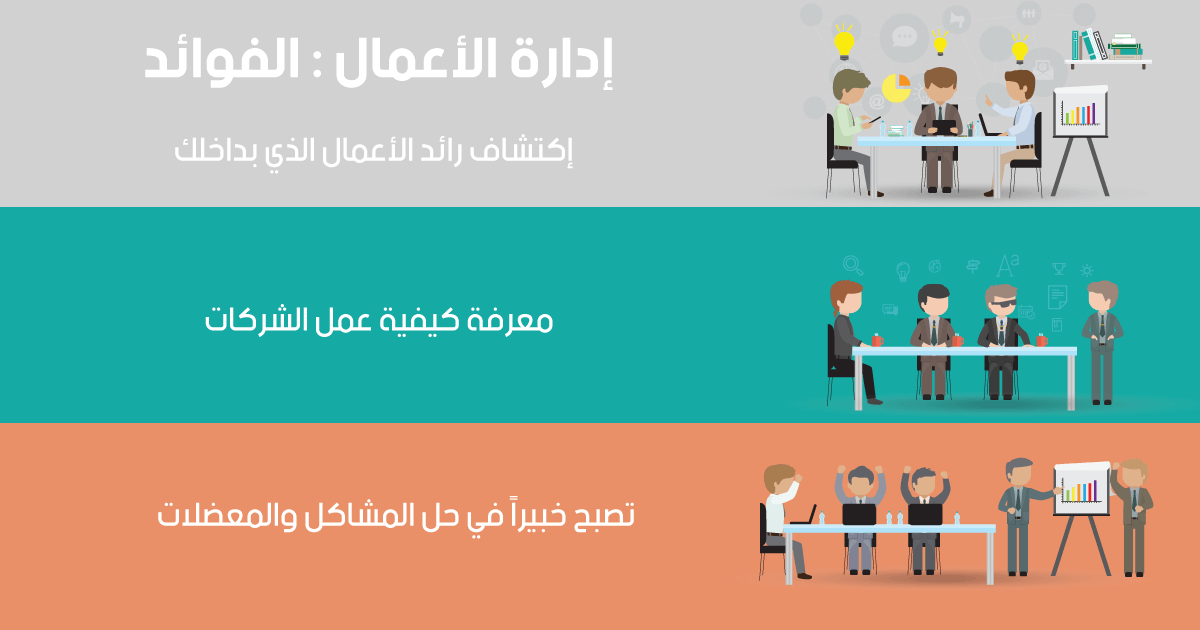 إدارة الأعمال : الفوائد
إكتشاف رائد الأعمال الذي بداخلك
معرفة كيفية عمل الشركات
تصبح خبيراً في حل المشاكل والمعضلات